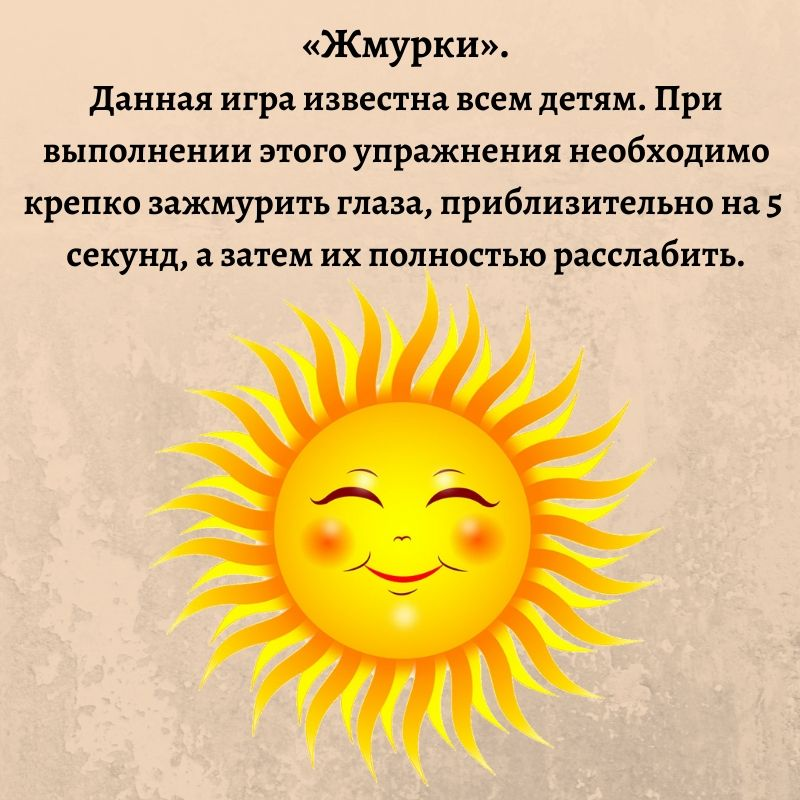 «Жмурки».
Данная игра известна всем детям. При
выполнении этого упражнения необходимо
крепко зажмурить глаза, приблизительно на 5
секунд, а затем их полностью расслабить.